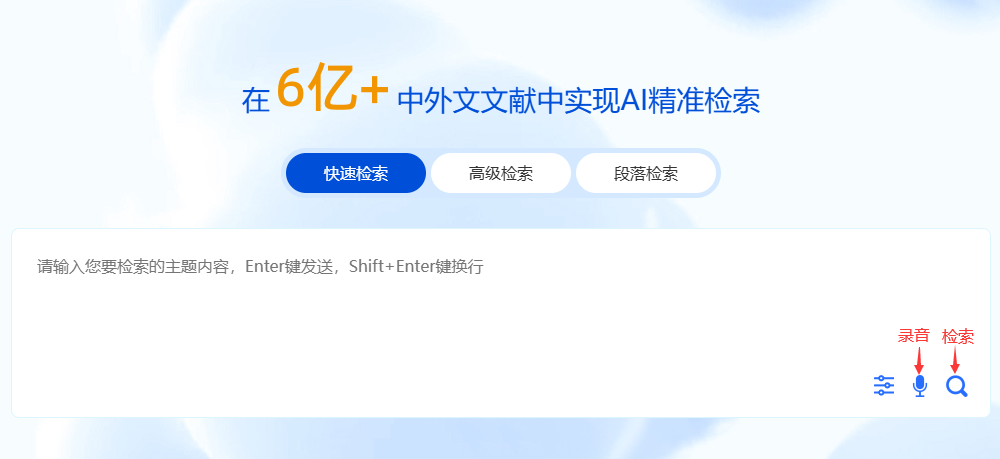 在 6亿+ 中外文文献中实现AI精准检索
快速检索 高级检索 段落检索
请输入您要检索的主题内容，Enter键发送，Shift+Enter键换行
录音 检索